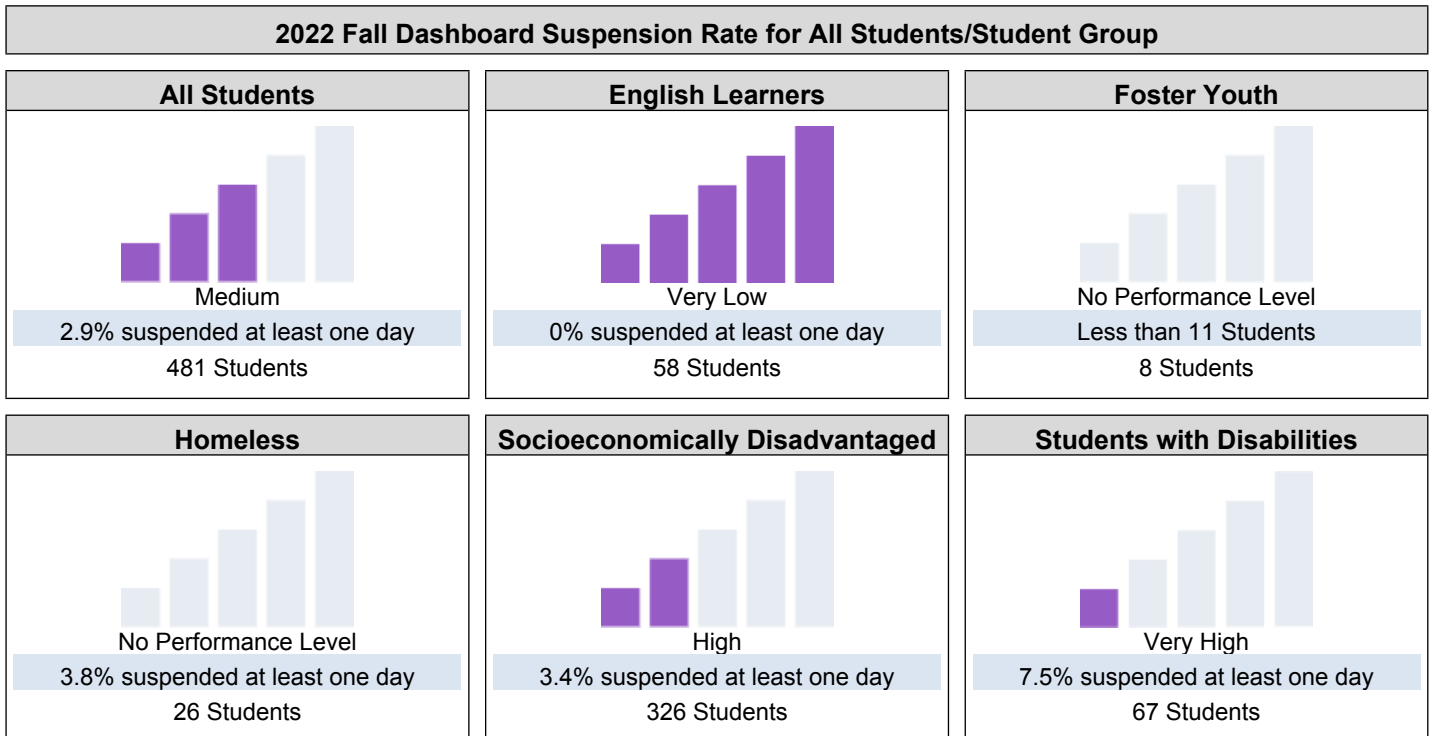 2022 Fall Dashboard Suspension Rate for All Students/Student Group
All Students
Medium
2.9% suspended at least one day
481 Students
English Learners
Very Low
0% suspended at least one day
58 Students
Foster Youth
No Performance Level
Less than 11 Students
8 Students
Homeless
No Performance Level
3.8% suspended at least one day
26 Students
Socioeconomically Disadvantaged
High
3.4% suspended at least one day
326 Students
Students with Disabilities
Very High
7.5% suspended at least one day
67 Students